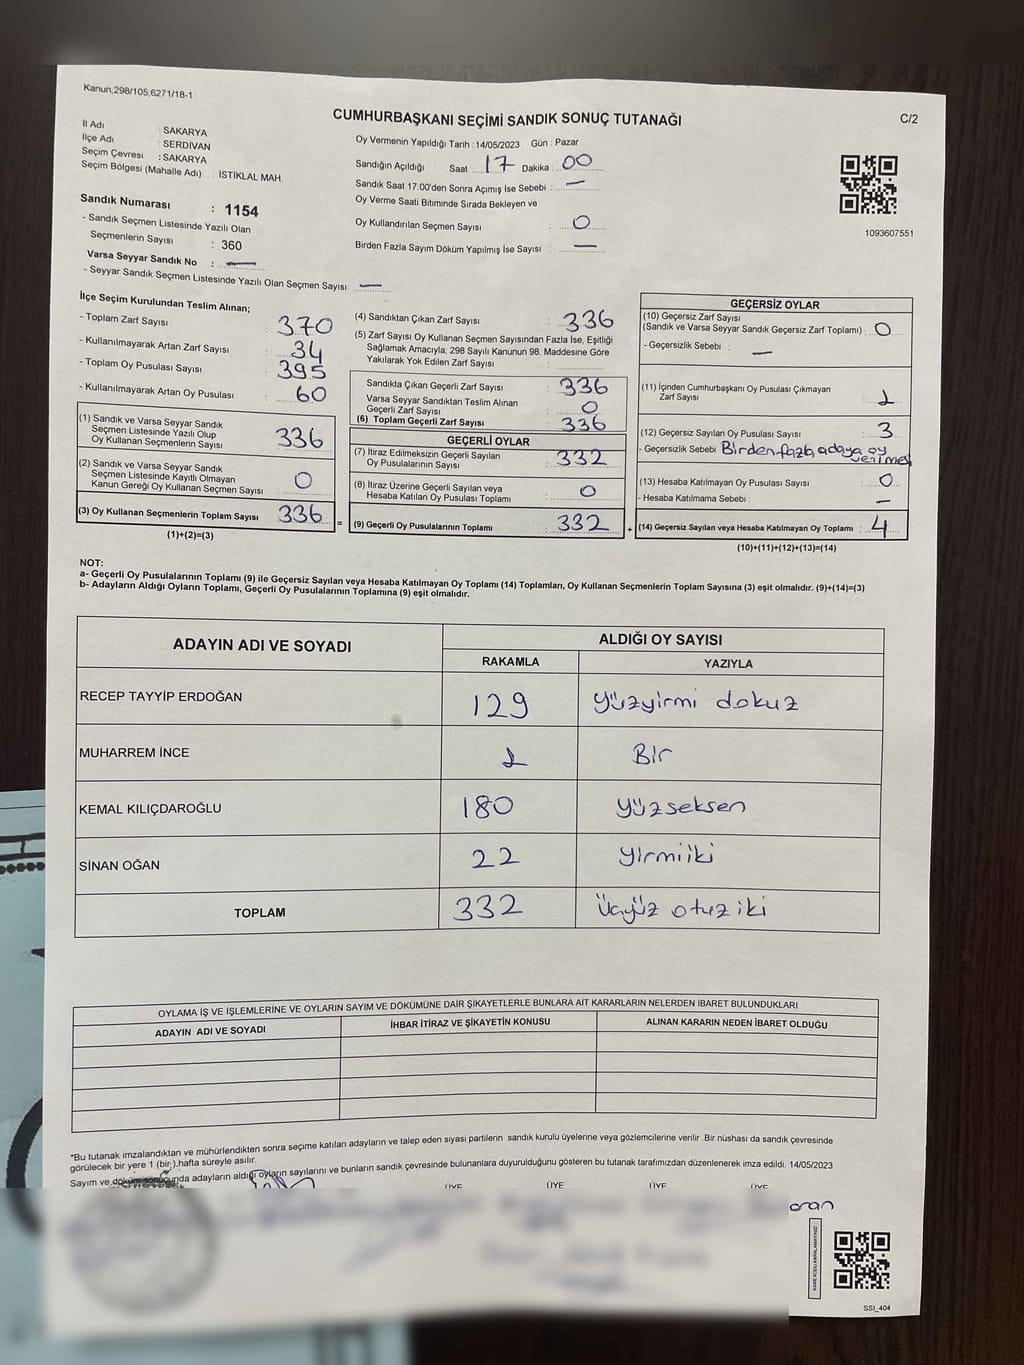 Kanun;298/105,6271/18-1
CUMHURBAŞKANI SEÇİMİ SANDIK SONUÇ TUTANAĞI
C/2
İl Adı : SAKARYA
İlçe Adı : SERDİVAN
Seçim Çevresi : SAKARYA
Seçim Bölgesi (Mahalle Adı) : İSTİKLAL MAH.
Sandık Numarası : 1154
- Sandık Seçmen Listesinde Yazılı Olan
Seçmenlerin Sayısı : 360
Varsa Seyyar Sandık No : —
- Seyyar Sandık Seçmen Listesinde Yazılı Olan Seçmen Sayısı: —
Oy Vermenin Yapıldığı Tarih : 14/05/2023 Gün : Pazar
Sandığın Açıldığı Saat : 17 Dakika : 00
Sandık Saat 17:00'den Sonra Açımış İse Sebebi : —
Oy Verme Saati Bitiminde Sırada Bekleyen ve
Oy Kullandırılan Seçmen Sayısı : 0
Birden Fazla Sayım Döküm Yapılmış İse Sayısı : —
1093607551
İlçe Seçim Kurulundan Teslim Alınan;
- Toplam Zarf Sayısı : 370
- Kullanılmayarak Artan Zarf Sayısı : 34
- Toplam Oy Pusulası Sayısı : 395
- Kullanılmayarak Artan Oy Pusulası : 60
(1) Sandık ve Varsa Seyyar Sandık
Seçmen Listesinde Yazılı Olup
Oy Kullanan Seçmenlerin Sayısı : 336
(2) Sandık ve Varsa Seyyar Sandık
Seçmen Listesinde Kayıtlı Olmayan
Kanun Gereği Oy Kullanan Seçmen Sayısı : 0
(3) Oy Kullanan Seçmenlerin Toplam Sayısı : 336 =
(1)+(2)=(3)
(4) Sandıktan Çıkan Zarf Sayısı : 336
(5) Zarf Sayısı Oy Kullanan Seçmen Sayısından Fazla İse, Eşitliği
Sağlamak Amacıyla, 298 Sayılı Kanunun 98. Maddesine Göre
Yakılarak Yok Edilen Zarf Sayısı :
Sandıkta Çıkan Geçerli Zarf Sayısı : 336
Varsa Seyyar Sandıktan Teslim Alınan
Geçerli Zarf Sayısı : 0
(6) Toplam Geçerli Zarf Sayısı : 336
GEÇERLİ OYLAR
(7) İtiraz Edilmeksizin Geçerli Sayılan
Oy Pusulalarının Sayısı : 332
(8) İtiraz Üzerine Geçerli Sayılan veya
Hesaba Katılan Oy Pusulası Toplamı : 0
(9) Geçerli Oy Pusulalarının Toplamı : 332 +
GEÇERSİZ OYLAR
(10) Geçersiz Zarf Sayısı
(Sandık ve Varsa Seyyar Sandık Geçersiz Zarf Toplamı) : 0
- Geçersizlik Sebebi : —
(11) İçinden Cumhurbaşkanı Oy Pusulası Çıkmayan
Zarf Sayısı : 1
(12) Geçersiz Sayılan Oy Pusulası Sayısı : 3
- Geçersizlik Sebebi Birden fazla adaya oy
verilmesi
(13) Hesaba Katılmayan Oy Pusulası Sayısı : 0
- Hesaba Katılmama Sebebi : —
(14) Geçersiz Sayılan veya Hesaba Katılmayan Oy Toplamı : 4
(10)+(11)+(12)+(13)=(14)
NOT:
a- Geçerli Oy Pusulalarının Toplamı (9) ile Geçersiz Sayılan veya Hesaba Katılmayan Oy Toplamı (14) Toplamları, Oy Kullanan Seçmenlerin Toplam Sayısına (3) eşit olmalıdır. (9)+(14)=(3)
b- Adayların Aldığı Oyların Toplamı, Geçerli Oy Pusulalarının Toplamına (9) eşit olmalıdır.
ADAYIN ADI VE SOYADI
ALDIĞI OY SAYISI
RAKAMLA YAZIYLA
RECEP TAYYİP ERDOĞAN 129 Yüzyirmi dokuz
MUHARREM İNCE 1 Bir
KEMAL KILIÇDAROĞLU 180 Yüzseksen
SİNAN OĞAN 22 Yirmiiki
TOPLAM 332 Üçyüz otuz iki
OYLAMA İŞ VE İŞLEMLERİNE VE OYLARIN SAYIM VE DÖKÜMÜNE DAİR ŞİKAYETLERLE BUNLARA AİT KARARLARIN NELERDEN İBARET BULUNDUKLARI
ADAYIN ADI VE SOYADI İHBAR İTİRAZ VE ŞİKAYETİN KONUSU ALINAN KARARIN NEDEN İBARET OLDUĞU
*Bu tutanak imzalandıktan ve mühürlendikten sonra seçime katılan adayların ve talep eden siyasi partilerin sandık kurulu üyelerine veya gözlemcilerine verilir .Bir nüshası da sandık çevresinde
görülecek bir yere 1 (bir ) hafta süreyle asılır.
Sayım ve döküm sonucunda adayların aldığı oyların sayılarını ve bunların sandık çevresinde bulunanlara duyurulduğunu gösteren bu tutanak tarafımızdan düzenlenerek imza edildi. 14/05/2023
ÜYE ÜYE ÜYE ÜYE
SSI_404